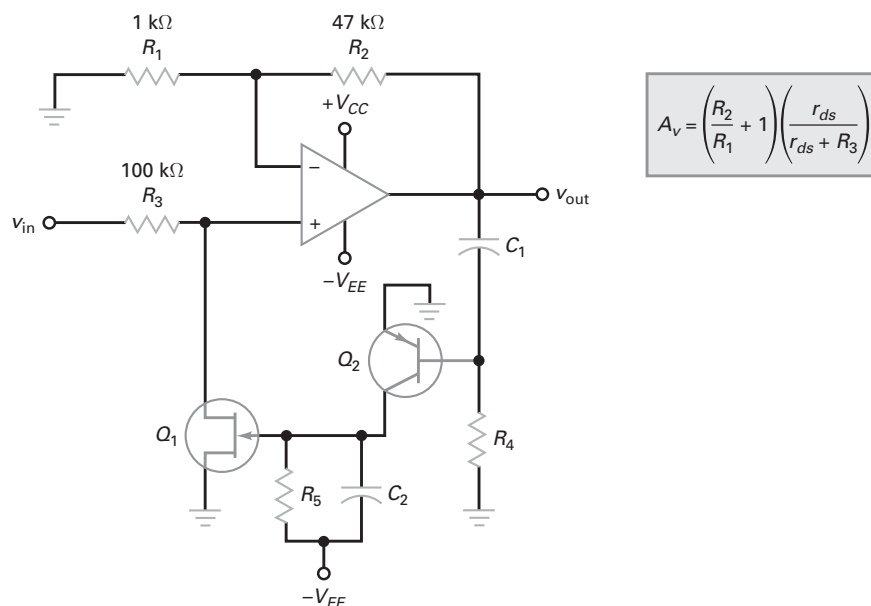 1 kΩ
R1
47 kΩ
R2
+VCC
100 kΩ
R3
−
+
vin
vout
−VEE
C1
Q2
Q1
R4
R5
C2
−VEE
Av = (R2/R1 + 1)(rds/(rds + R3))